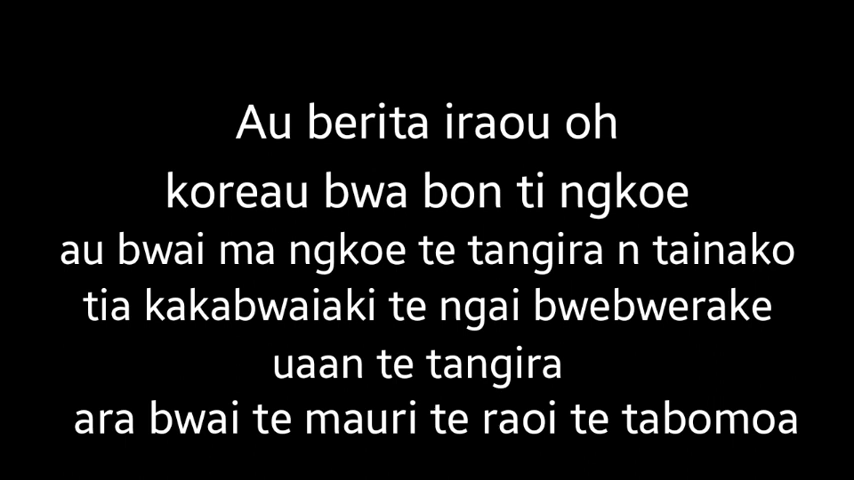 Au berita iraou oh
koreau bwa bon ti ngkoe
au bwai ma ngkoe te tangira n tainako
tia kakabwaiaki te ngai bwebwerake
uaan te tangira
ara bwai te mauri te raoi te tabomoa